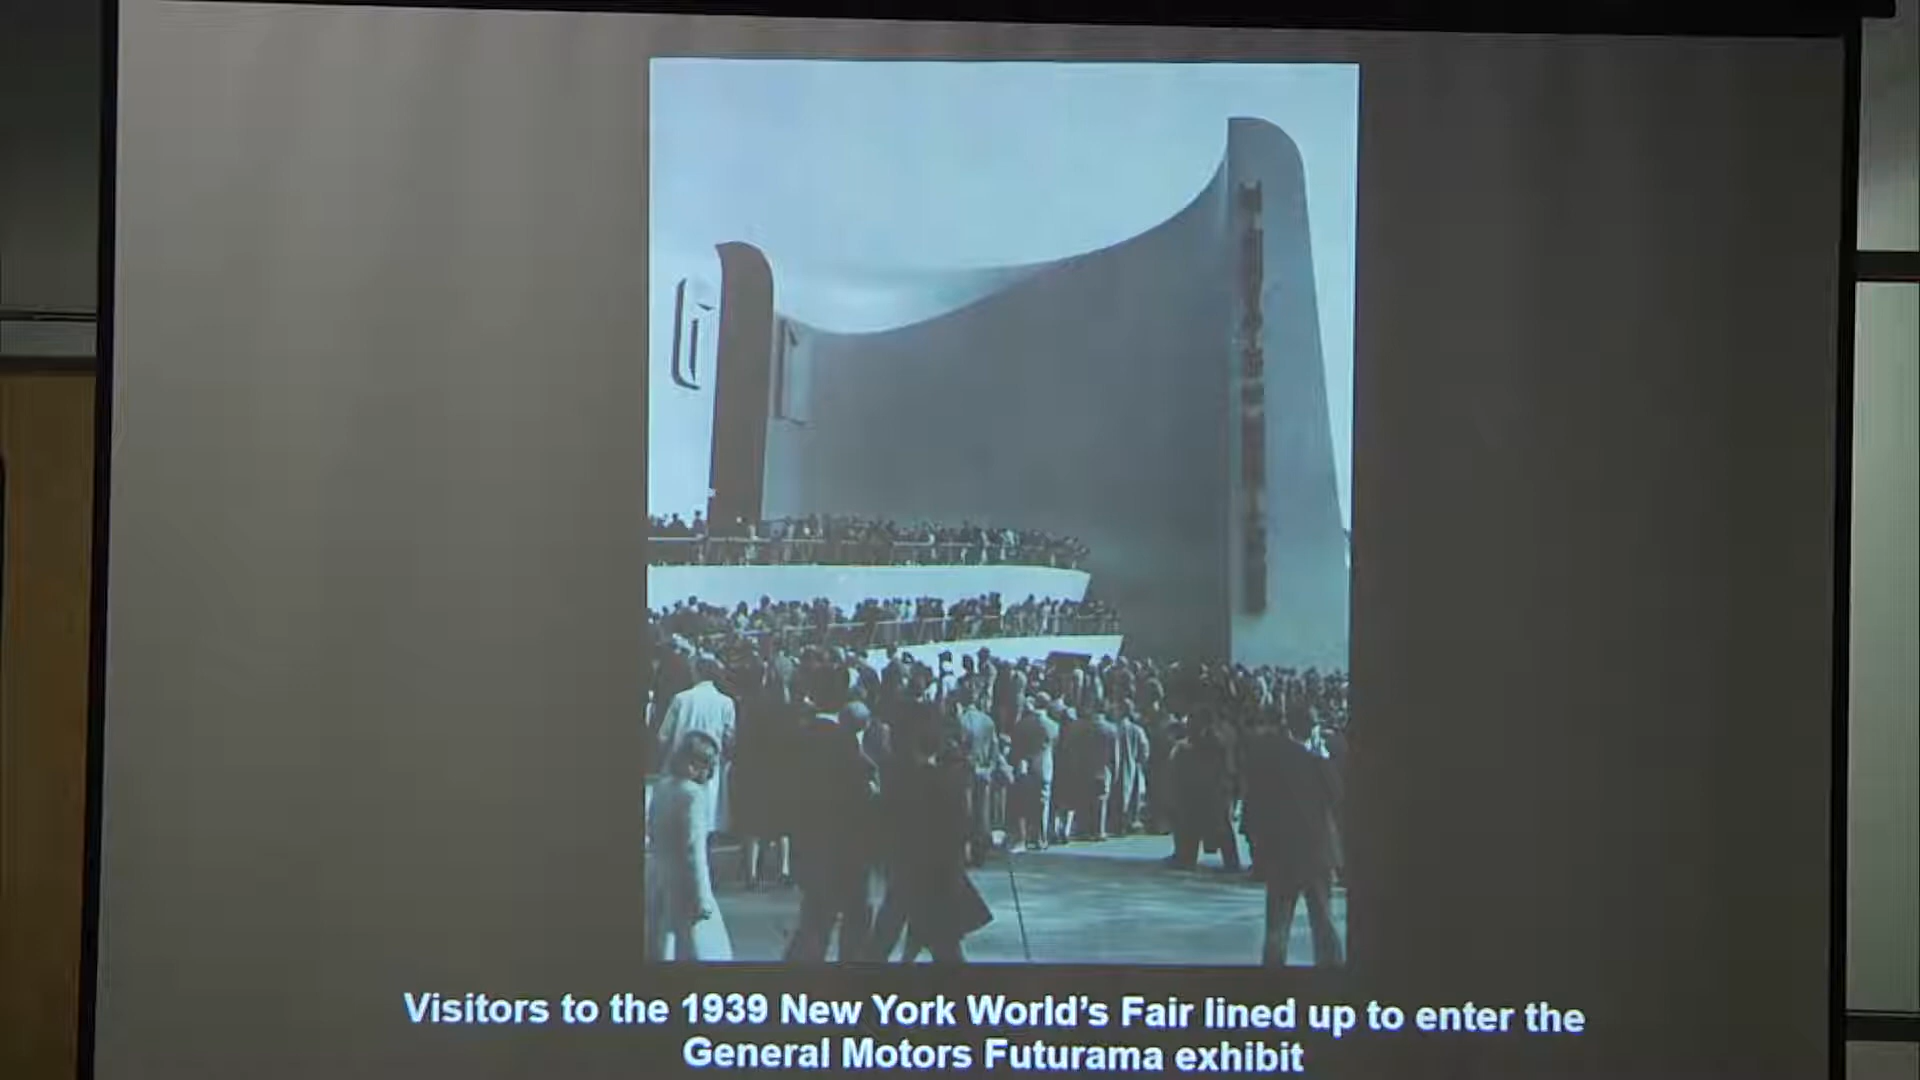 Visitors to the 1939 New York World's Fair lined up to enter the
General Motors Futurama exhibit